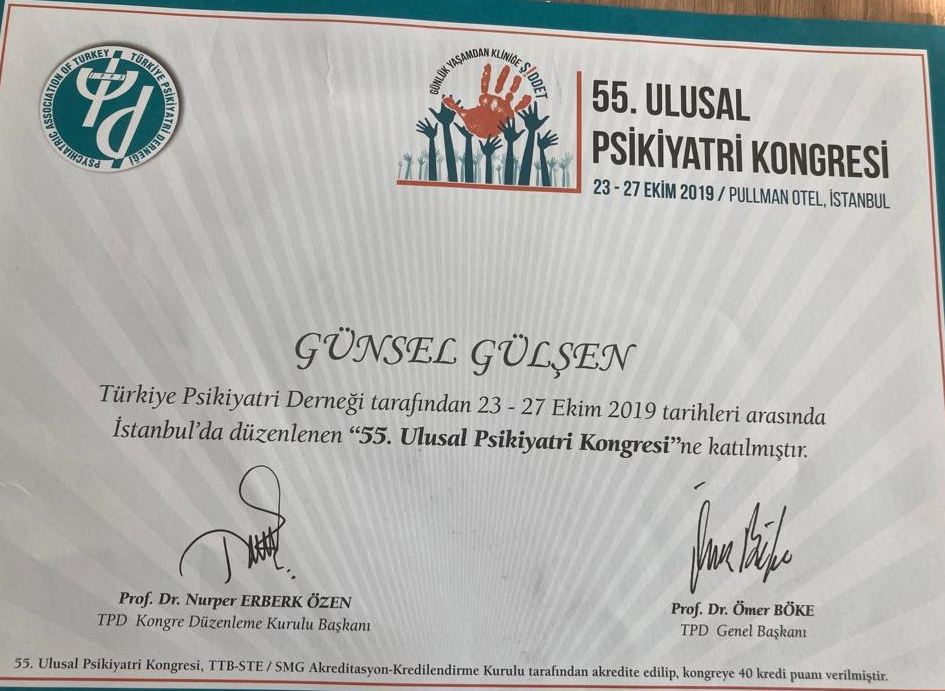 PSYCHIATRIC ASSOCIATION OF TURKEY
TÜRKİYE PSİKİYATRİ DERNEĞİ
GÜNLÜK YAŞAMDAN KLİNİĞE ŞİDDET
55. ULUSAL
PSİKİYATRİ KONGRESİ
23 - 27 EKİM 2019 / PULLMAN OTEL, İSTANBUL
GÜNSEL GÜLŞEN
Türkiye Psikiyatri Derneği tarafından 23 - 27 Ekim 2019 tarihleri arasında
İstanbul'da düzenlenen “55. Ulusal Psikiyatri Kongresi”ne katılmıştır.
Prof. Dr. Nurper ERBERK ÖZEN
TPD Kongre Düzenleme Kurulu Başkanı
Ömer Böke
Prof. Dr. Ömer BÖKE
TPD Genel Başkanı
55. Ulusal Psikiyatri Kongresi, TTB-STE / SMG Akreditasyon-Kredilendirme Kurulu tarafından akredite edilip, kongreye 40 kredi puanı verilmiştir.